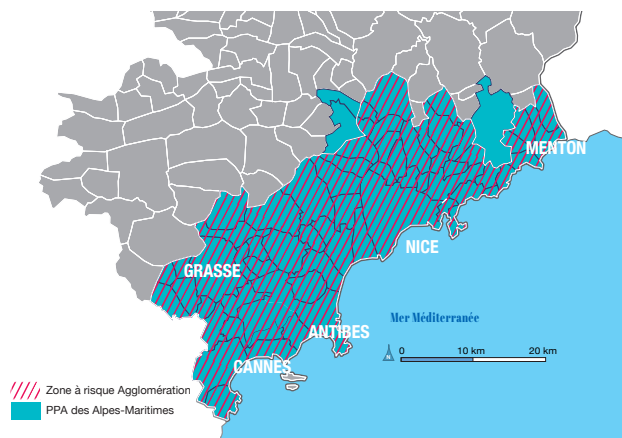 MENTON
NICE
GRASSE
Mer Méditerranée
ANTIBES
0 10 km 20 km
CANNES
Zone à risque Agglomération
PPA des Alpes-Maritimes